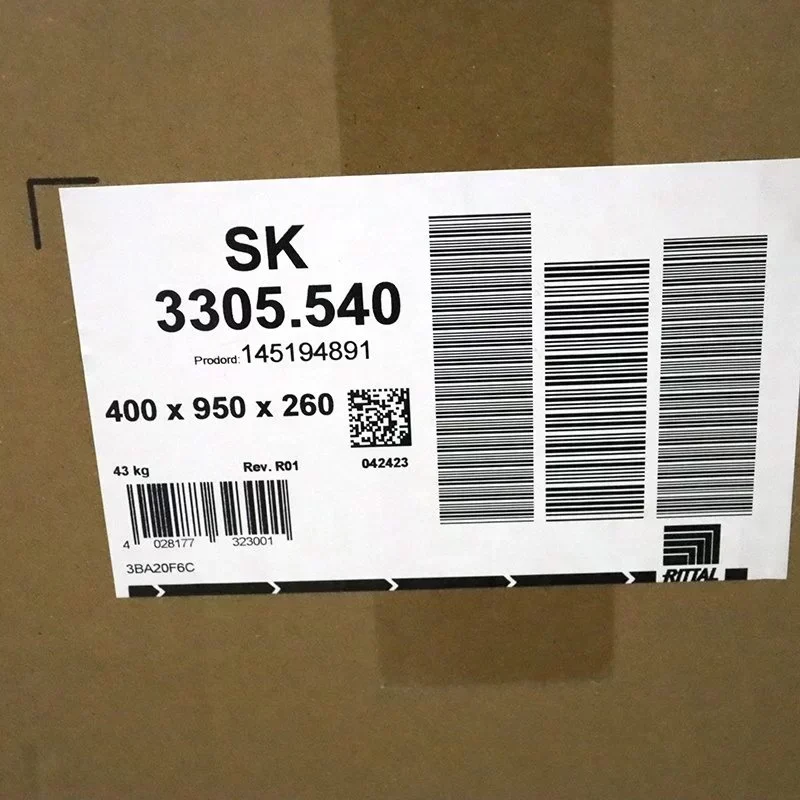 SK
3305.540
Prodord: 145194891
400 x 950 x 260
43 kg
Rev. R01
042423
4 028177 323001
3BA20F6C
RITTAL